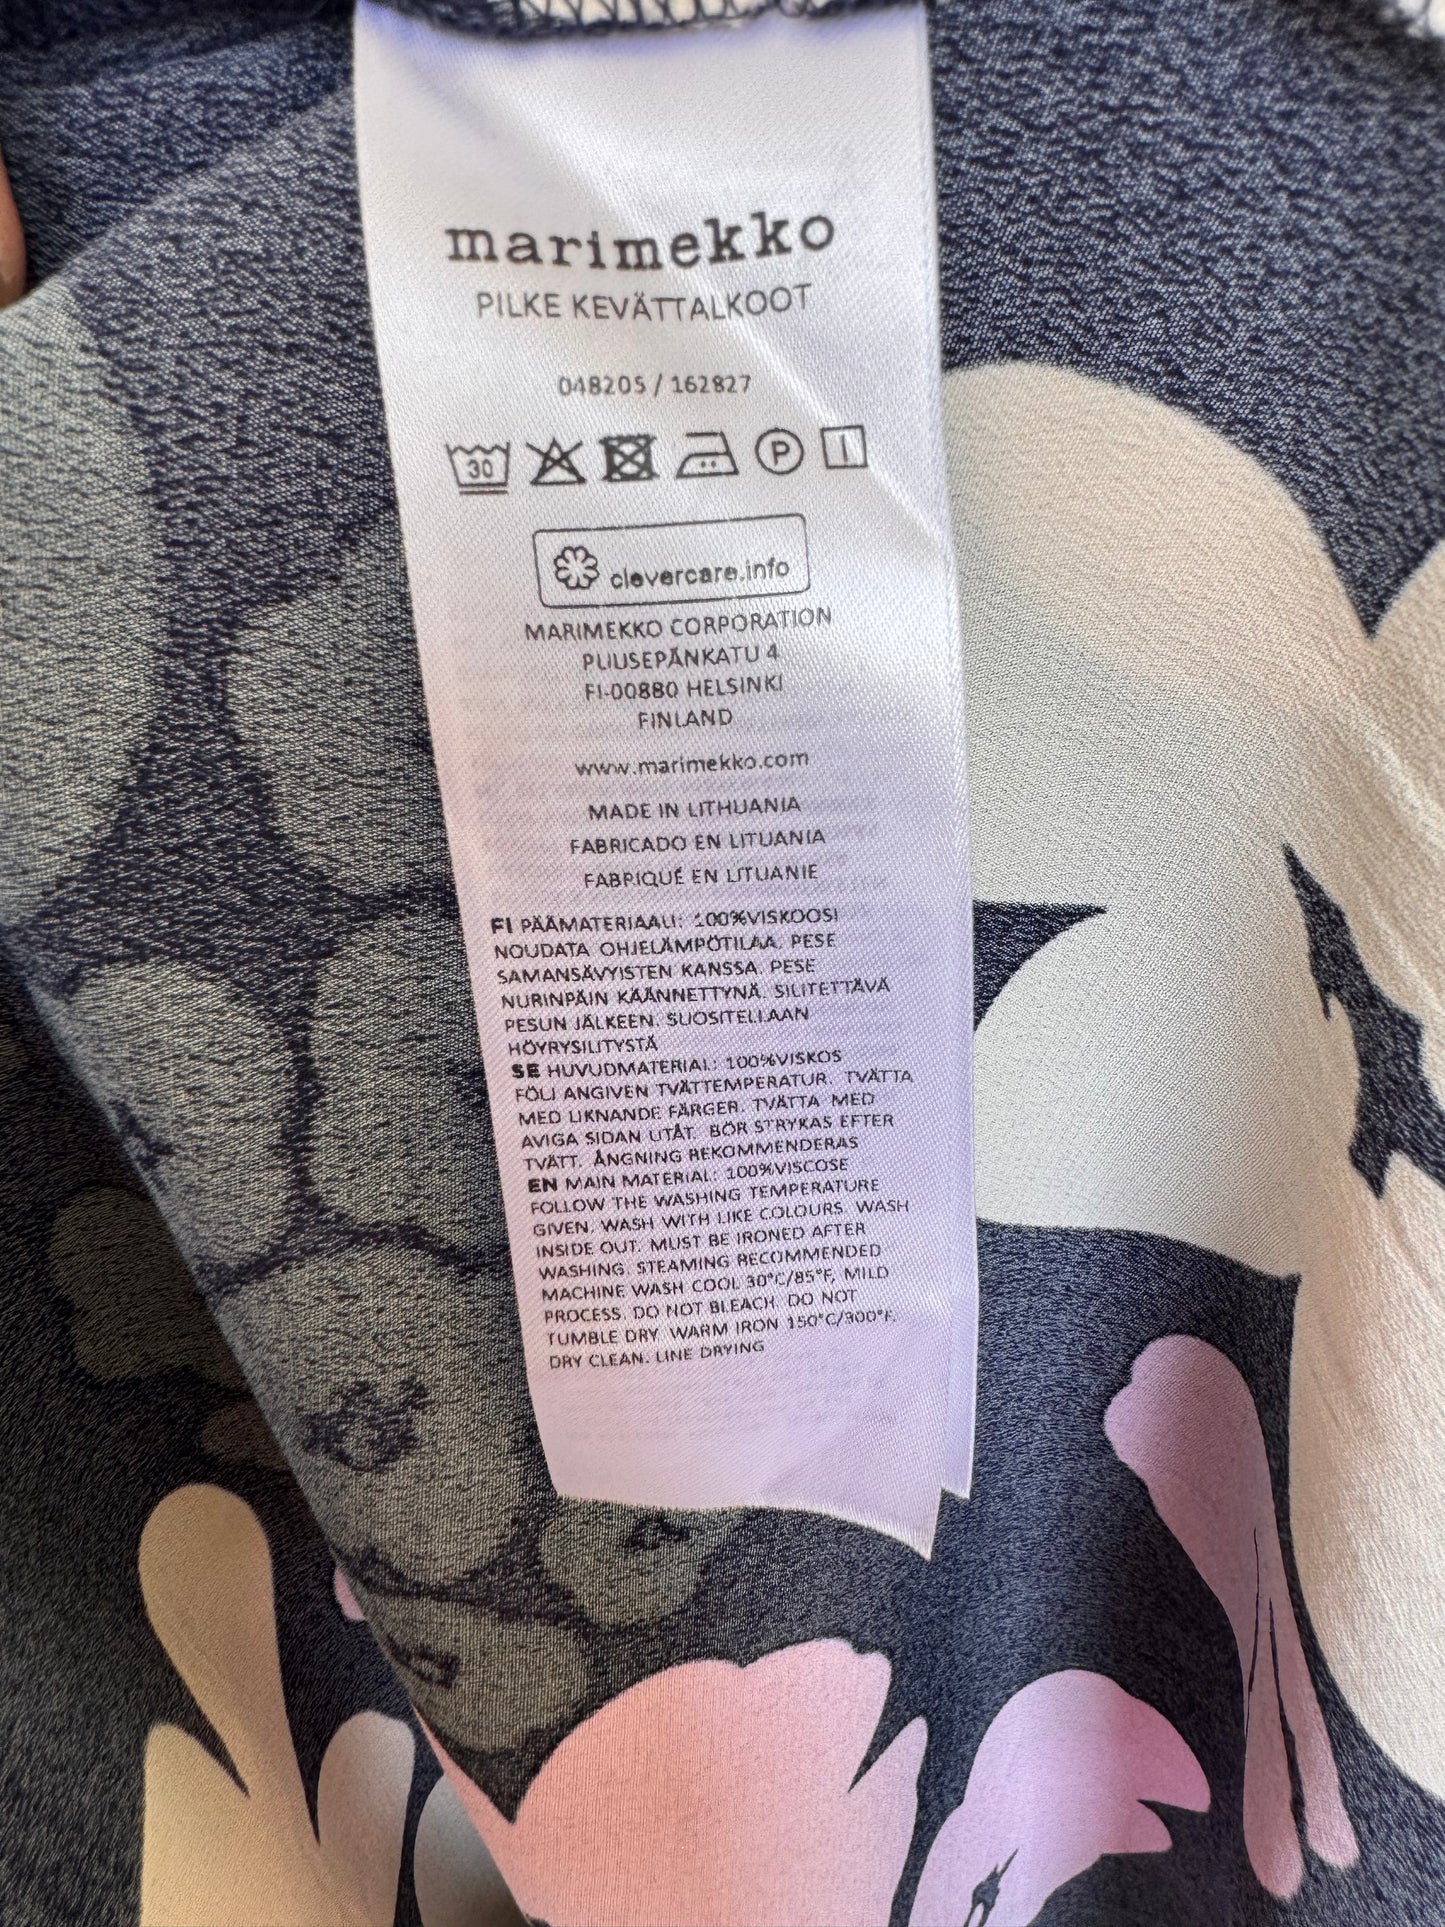 marimekko
PILKE KEVÄTTALKOOT
048205 / 162827
30
P
clevercare.info
MARIMEKKO CORPORATION
PUUSEPÄNKATU 4
FI-00880 HELSINKI
FINLAND
www.marimekko.com
MADE IN LITHUANIA
FABRICADO EN LITUANIA
FABRIQUÉ EN LITUANIE
FI PÄÄMATERIAALI: 100%VISKOOSI
NOUDATA OHJELÄMPÖTILAA. PESE
SAMANSÄVYISTEN KANSSA. PESE
NURINPÄIN KÄÄNNETTYNÄ. SILITETTÄVÄ
PESUN JÄLKEEN. SUOSITELLAAN
HÖYRYSILITYSTÄ
SE HUVUDMATERIAL: 100%VISKOS
FÖLJ ANGIVEN TVÄTTEMPERATUR. TVÄTTA
MED LIKNANDE FÄRGER. TVÄTTA MED
AVIGA SIDAN UTÅT. BÖR STRYKAS EFTER
TVÄTT. ÅNGNING REKOMMENDERAS
EN MAIN MATERIAL: 100%VISCOSE
FOLLOW THE WASHING TEMPERATURE
GIVEN. WASH WITH LIKE COLOURS. WASH
INSIDE OUT. MUST BE IRONED AFTER
WASHING. STEAMING RECOMMENDED
MACHINE WASH COOL 30°C/85°F, MILD
PROCESS. DO NOT BLEACH. DO NOT
TUMBLE DRY. WARM IRON 150°C/300°F.
DRY CLEAN. LINE DRYING